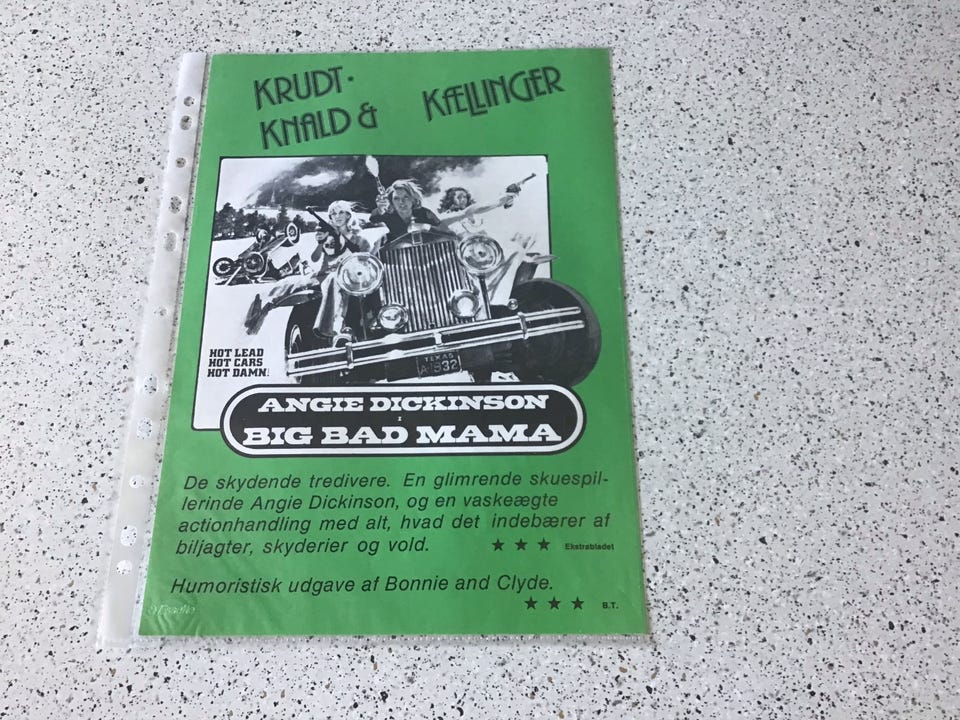 KRUDT·
KNALD & KÆLLINGER
HOT LEAD
HOT CARS
HOT DAMN!
TEXAS
A-1932
ANGIE DICKINSON
I
BIG BAD MAMA
De skydende tredivere. En glimrende skuespil-
lerinde Angie Dickinson, og en vaskeægte
actionhandling med alt, hvad det indebærer af
biljagter, skyderier og vold. ★ ★ ★ Ekstrabladet
Humoristisk udgave af Bonnie and Clyde.
★ ★ ★ B.T.